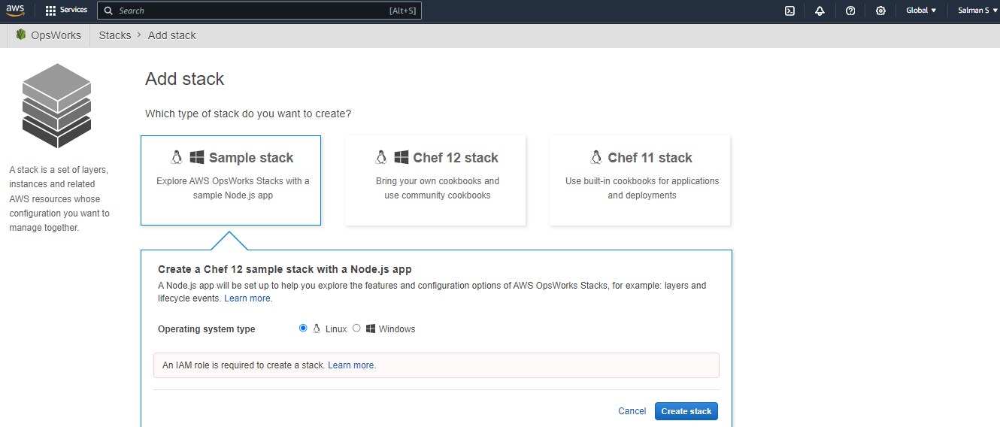 aws
Services
Search
[Alt+S]
Global ▼
Salman S ▼
OpsWorks
Stacks > Add stack
Add stack
Which type of stack do you want to create?
A stack is a set of layers,
instances and related
AWS resources whose
configuration you want to
manage together.
Sample stack
Explore AWS OpsWorks Stacks with a
sample Node.js app
Chef 12 stack
Bring your own cookbooks and
use community cookbooks
Chef 11 stack
Use built-in cookbooks for applications
and deployments
Create a Chef 12 sample stack with a Node.js app
A Node.js app will be set up to help you explore the features and configuration options of AWS OpsWorks Stacks, for example: layers and
lifecycle events. Learn more.
Operating system type
Linux
Windows
An IAM role is required to create a stack. Learn more.
Cancel
Create stack